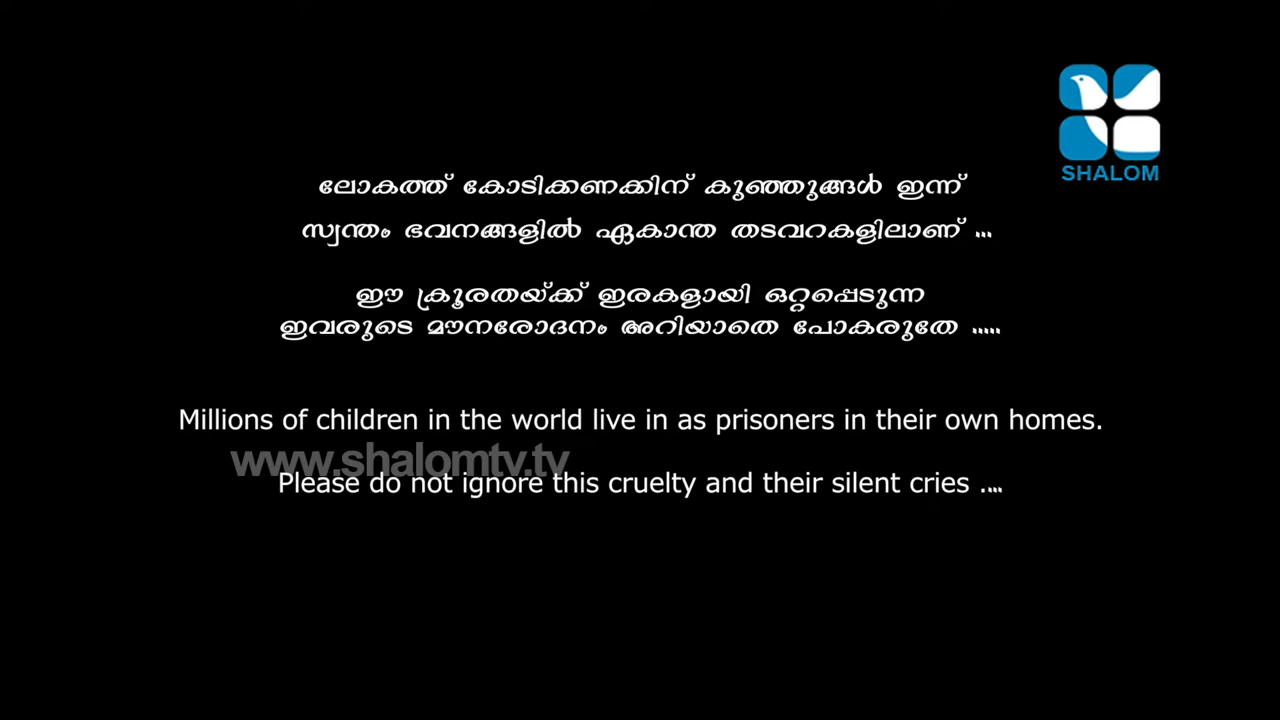 SHALOM
ലോകത്ത് കോടിക്കണക്കിന് കുഞ്ഞുങ്ങൾ ഇന്ന്
സ്വന്തം ഭവനങ്ങളിൽ ഏകാന്ത തടവറകളിലാണ് ...
ഈ ക്രൂരതയ്ക്ക് ഇരകളായി ഒറ്റപ്പെടുന്ന
ഇവരുടെ മൗനരോദനം അറിയാതെ പോകരുതേ .....
Millions of children in the world live in as prisoners in their own homes.
www.shalomtv.tv
Please do not ignore this cruelty and their silent cries ....